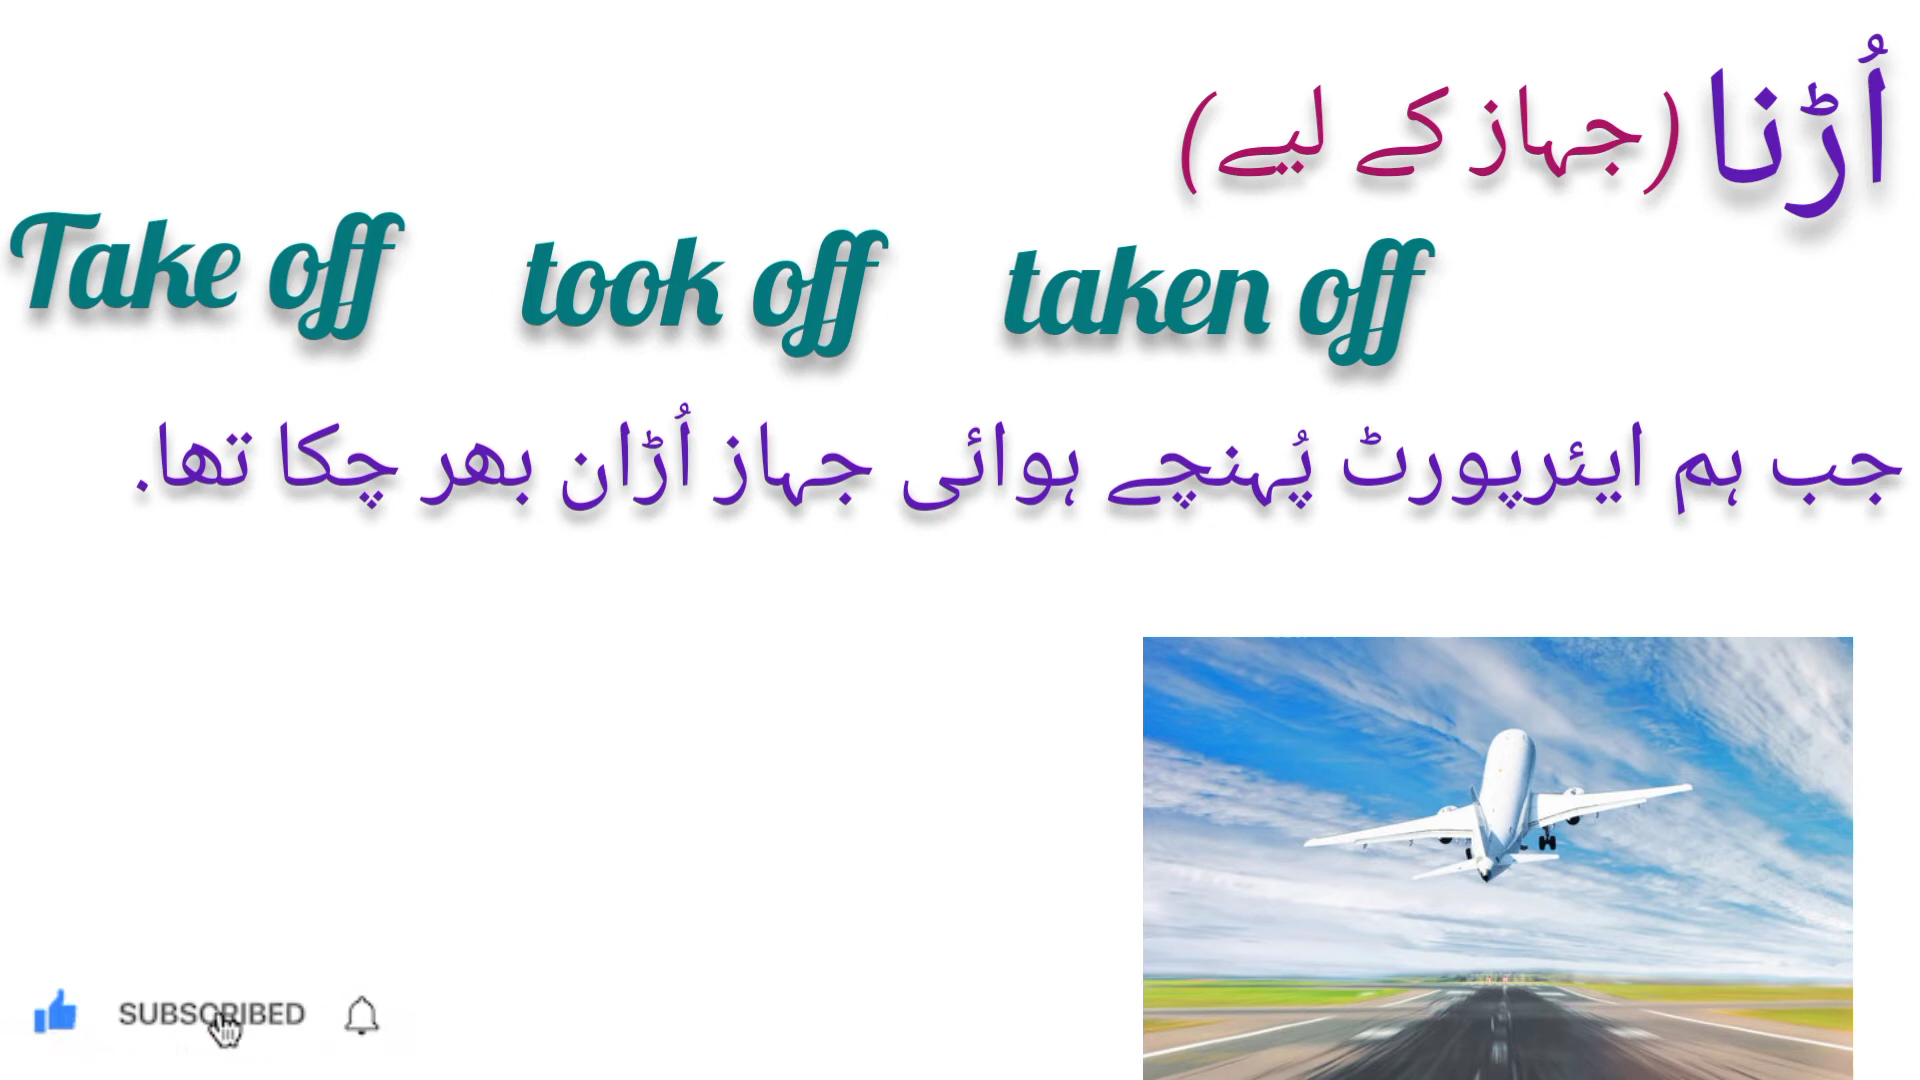 اُڑنا (جہاز کے لیے)
Take off took off taken off
جب ہم ایئرپورٹ پُہنچے ہوائی جہاز اُڑان بھر چکا تھا.
SUBSCRIBED